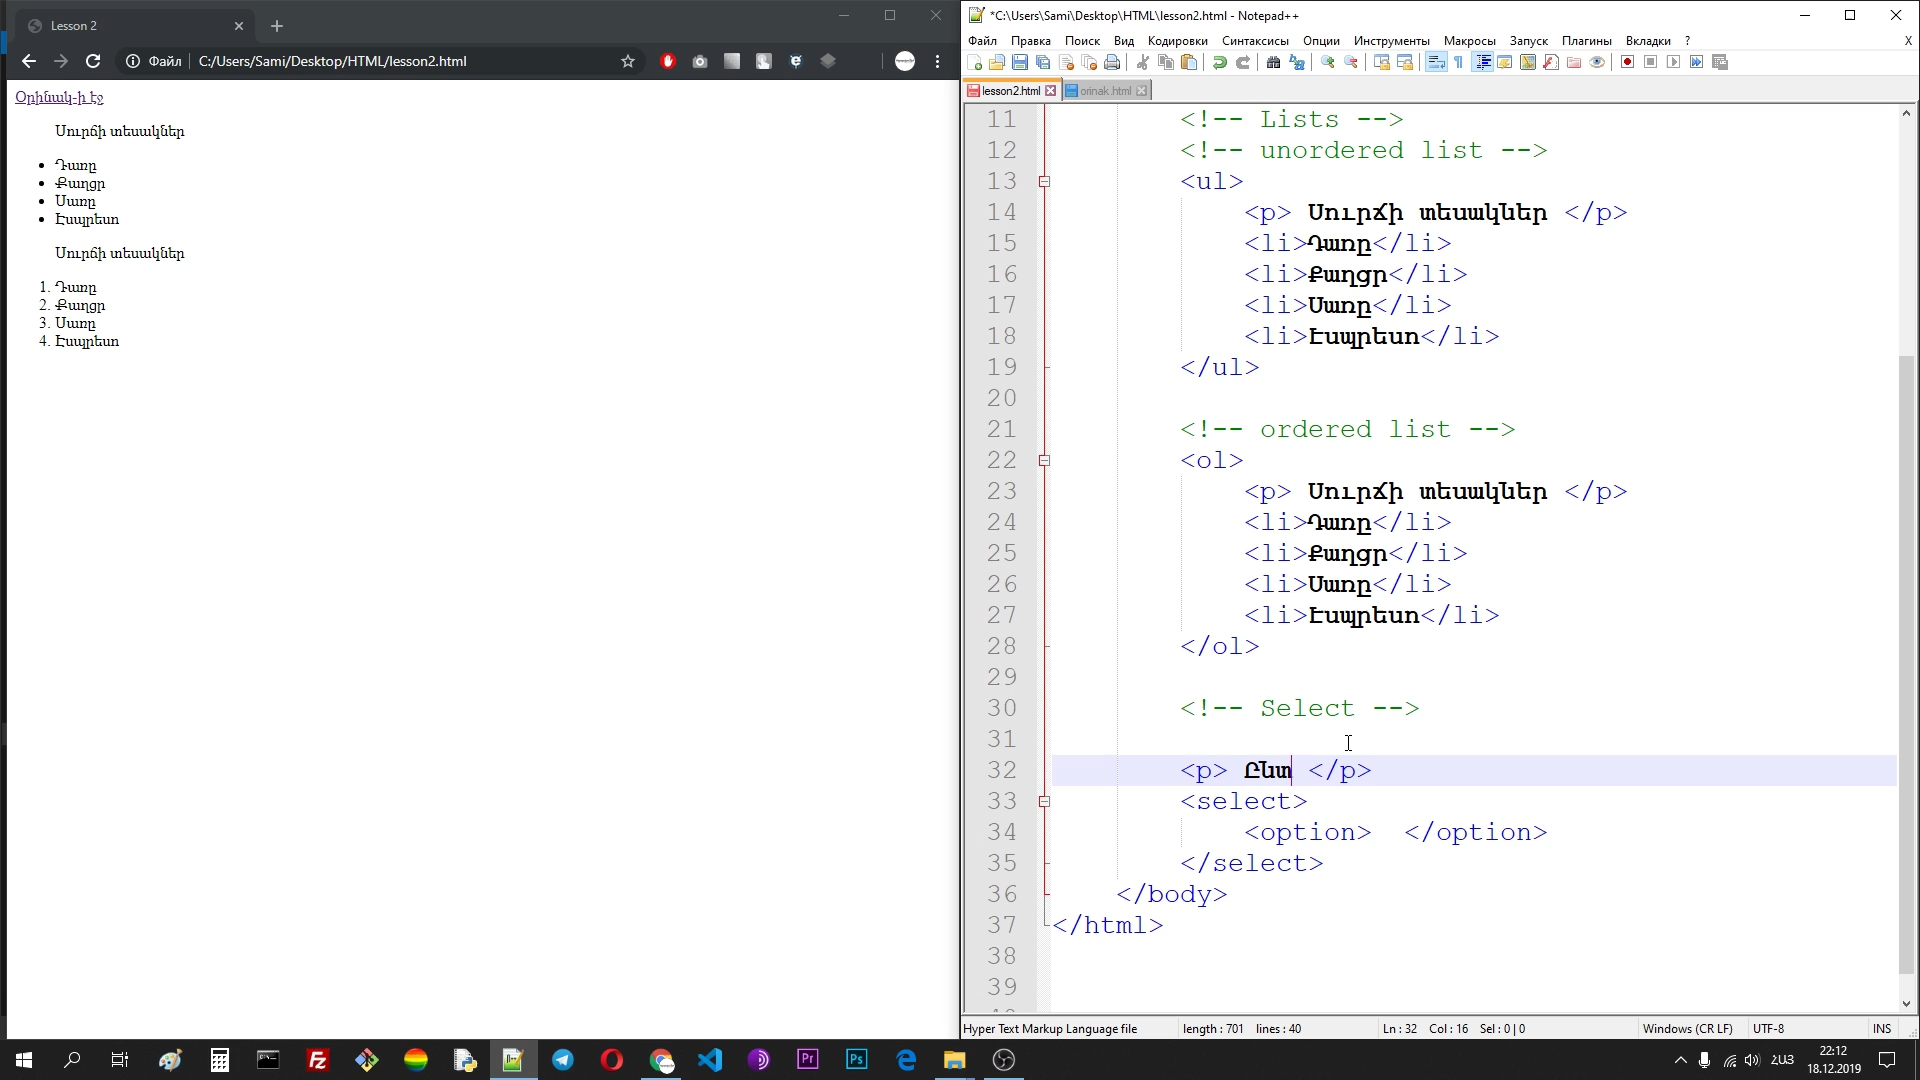 Lesson 2
Файл
C:/Users/Sami/Desktop/HTML/lesson2.html
Օրինակ-ի էջ
Սուրճի տեսակներ
Դառը
Քաղցր
Սառը
Էսպրեսո
Սուրճի տեսակներ
1. Դառը
2. Քաղցր
3. Սառը
4. Էսպրեսո
*C:\Users\Sami\Desktop\HTML\lesson2.html - Notepad++
Файл Правка Поиск Вид Кодировки Синтаксисы Опции Инструменты Макросы Запуск Плагины Вкладки ? X
lesson2.html orinak.html
11 <!-- Lists -->
12 <!-- unordered list -->
13 <ul>
14 <p> Սուրճի տեսակներ </p>
15 <li>Դառը</li>
16 <li>Քաղցր</li>
17 <li>Սառը</li>
18 <li>Էսպրեսո</li>
19 </ul>
20
21 <!-- ordered list -->
22 <ol>
23 <p> Սուրճի տեսակներ </p>
24 <li>Դառը</li>
25 <li>Քաղցր</li>
26 <li>Սառը</li>
27 <li>Էսպրեսո</li>
28 </ol>
29
30 <!-- Select -->
31
32 <p> Ընտ </p>
33 <select>
34 <option>  </option>
35 </select>
36 </body>
37 </html>
38
39
Hyper Text Markup Language file length : 701 lines : 40 Ln : 32 Col : 16 Sel : 0 | 0 Windows (CR LF) UTF-8 INS
Pr Ps ՀԱՅ 22:12
18.12.2019